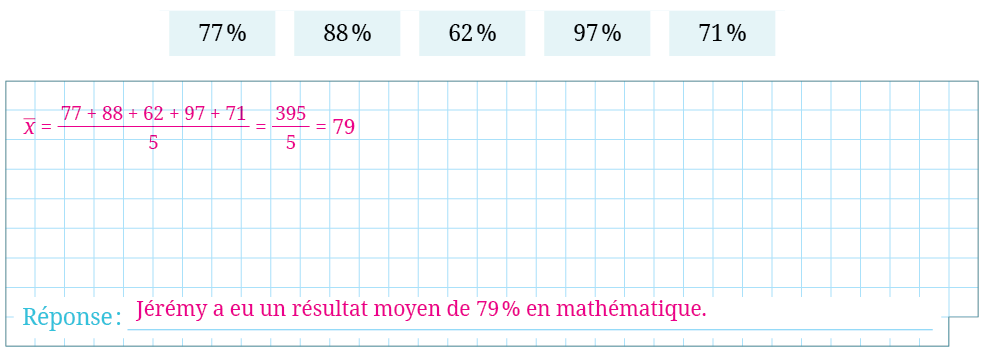 77 % 88 % 62 % 97 % 71 %
x̄ = (77 + 88 + 62 + 97 + 71)/5 = 395/5 = 79
Réponse : Jérémy a eu un résultat moyen de 79 % en mathématique.